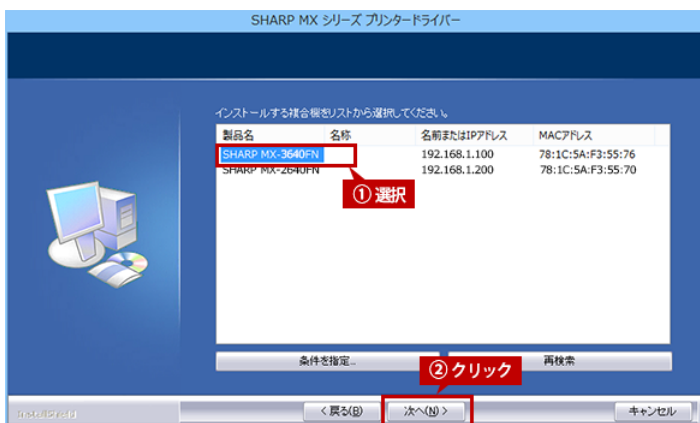 SHARP MX シリーズ プリンタードライバー
インストールする複合機をリストから選択してください。
製品名 名称 名前またはIPアドレス MACアドレス
SHARP MX-3640FN 192.168.1.100 78:1C:5A:F3:55:76
SHARP MX-2640FN 192.168.1.200 78:1C:5A:F3:55:70
①選択
条件を指定... 再検索
②クリック
InstallShield
< 戻る(B) 次へ(N) > キャンセル